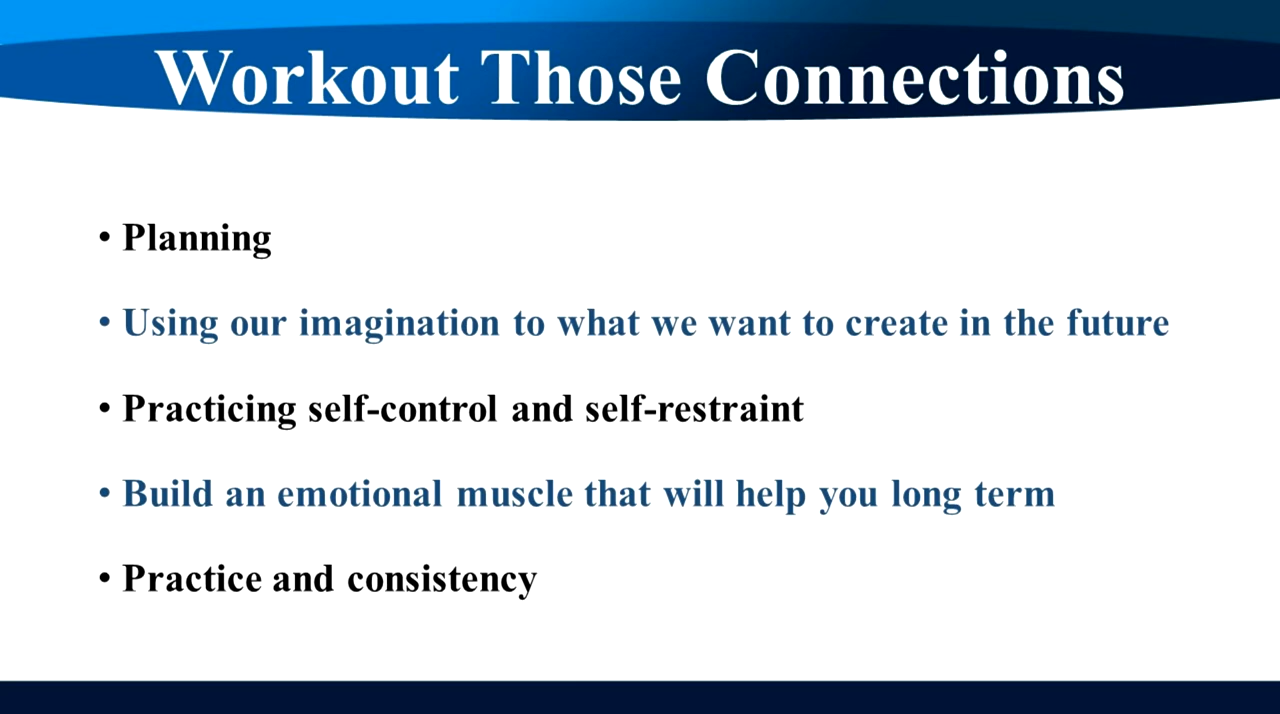 Workout Those Connections
• Planning
• Using our imagination to what we want to create in the future
• Practicing self-control and self-restraint
• Build an emotional muscle that will help you long term
• Practice and consistency